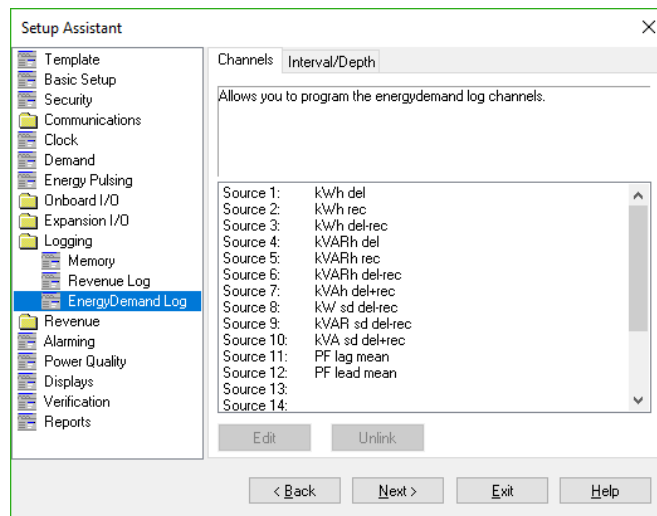 Setup Assistant
Template
Basic Setup
Security
Communications
Clock
Demand
Energy Pulsing
Onboard I/O
Expansion I/O
Logging
Memory
Revenue Log
EnergyDemand Log
Revenue
Alarming
Power Quality
Displays
Verification
Reports
Channels Interval/Depth
Allows you to program the energydemand log channels.
Source 1: kWh del
Source 2: kWh rec
Source 3: kWh del-rec
Source 4: kVARh del
Source 5: kVARh rec
Source 6: kVARh del-rec
Source 7: kVAh del+rec
Source 8: kW sd del-rec
Source 9: kVAR sd del-rec
Source 10: kVA sd del+rec
Source 11: PF lag mean
Source 12: PF lead mean
Source 13:
Source 14:
Edit Unlink
< Back Next > Exit Help